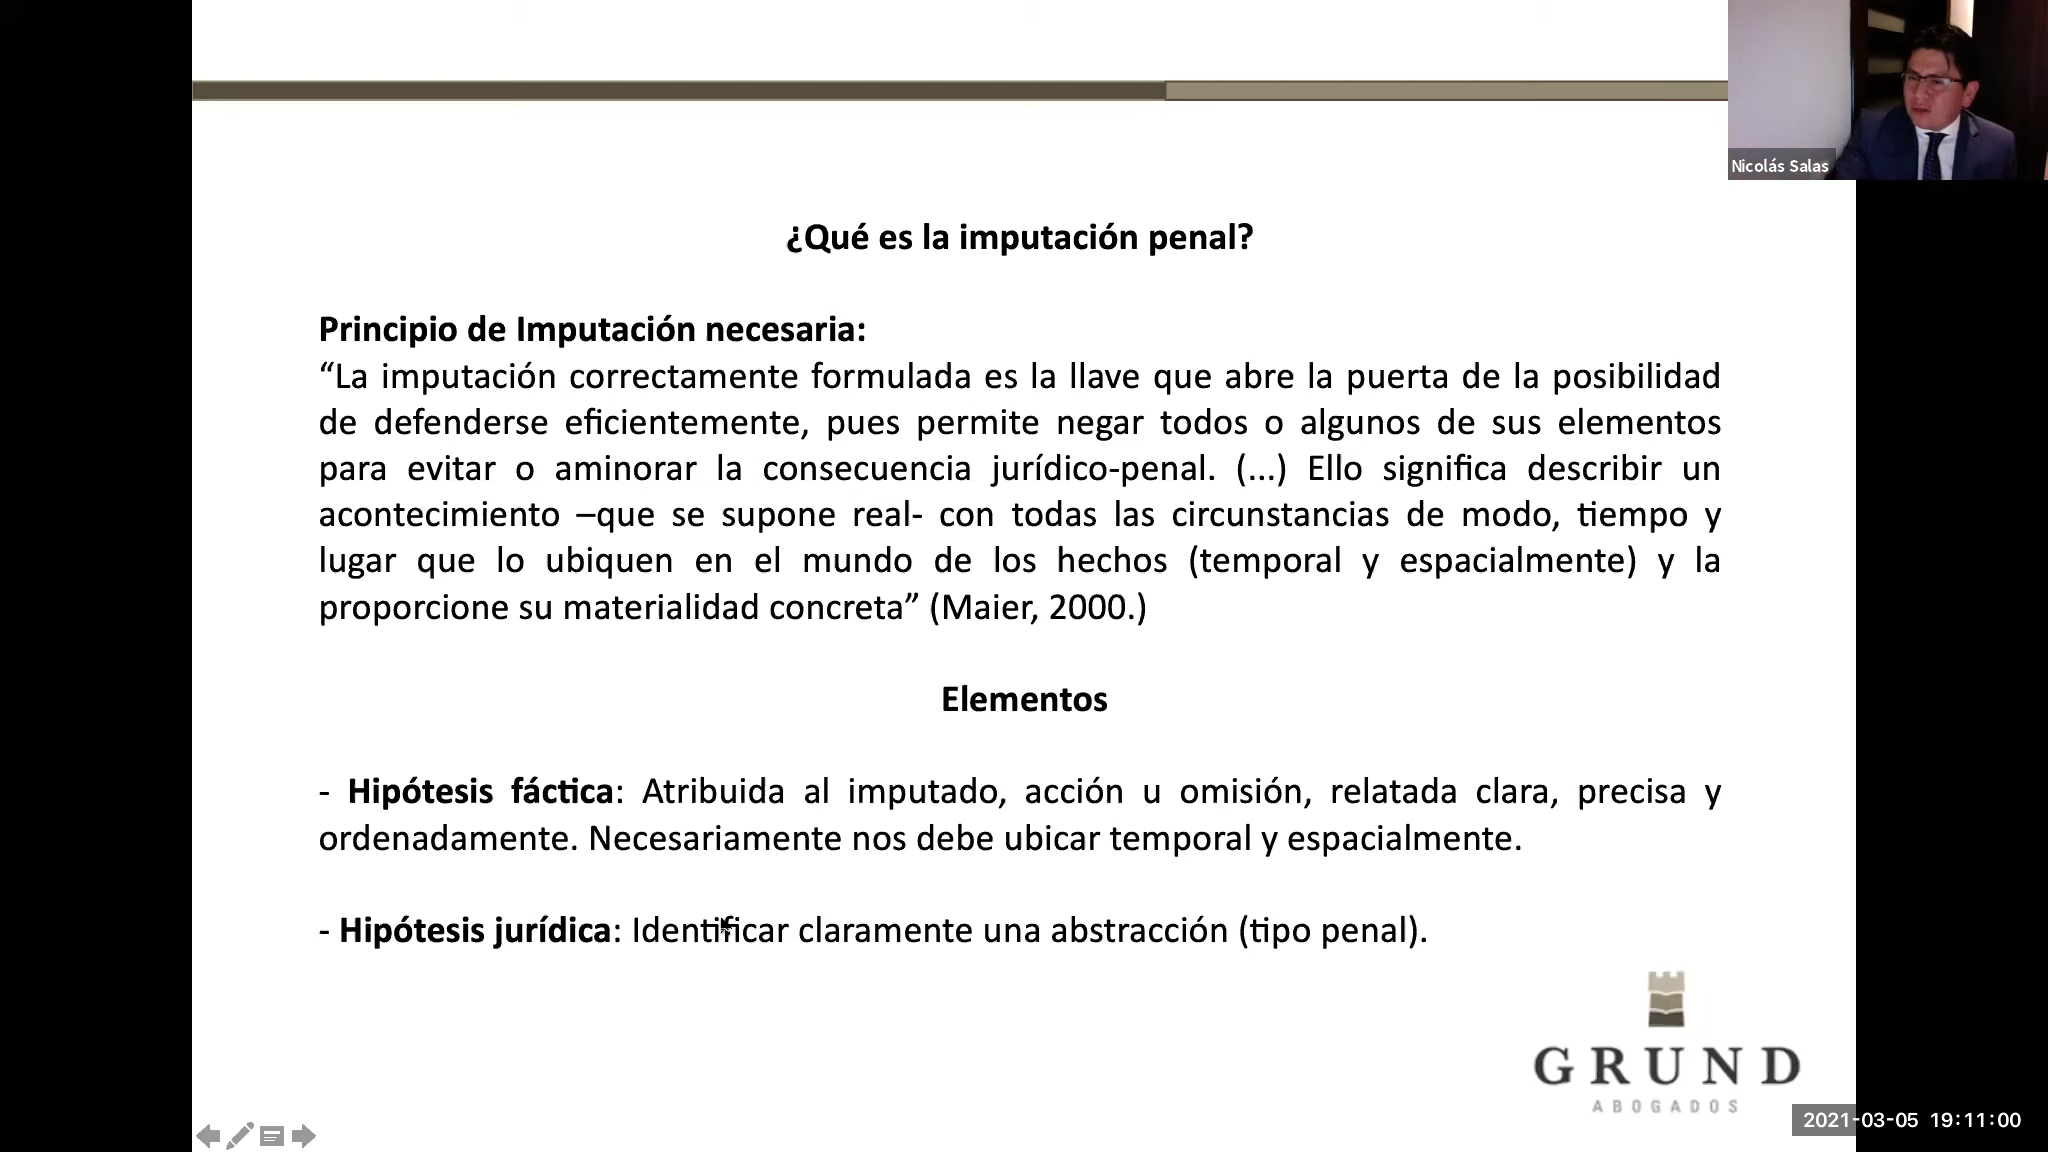 Nicolás Salas
¿Qué es la imputación penal?
Principio de Imputación necesaria:
“La imputación correctamente formulada es la llave que abre la puerta de la posibilidad
de defenderse eficientemente, pues permite negar todos o algunos de sus elementos
para evitar o aminorar la consecuencia jurídico-penal. (...) Ello significa describir un
acontecimiento –que se supone real- con todas las circunstancias de modo, tiempo y
lugar que lo ubiquen en el mundo de los hechos (temporal y espacialmente) y la
proporcione su materialidad concreta” (Maier, 2000.)
Elementos
- Hipótesis fáctica: Atribuida al imputado, acción u omisión, relatada clara, precisa y
ordenadamente. Necesariamente nos debe ubicar temporal y espacialmente.
- Hipótesis jurídica: Identificar claramente una abstracción (tipo penal).
GRUND
ABOGADOS
2021-03-05 19:11:00